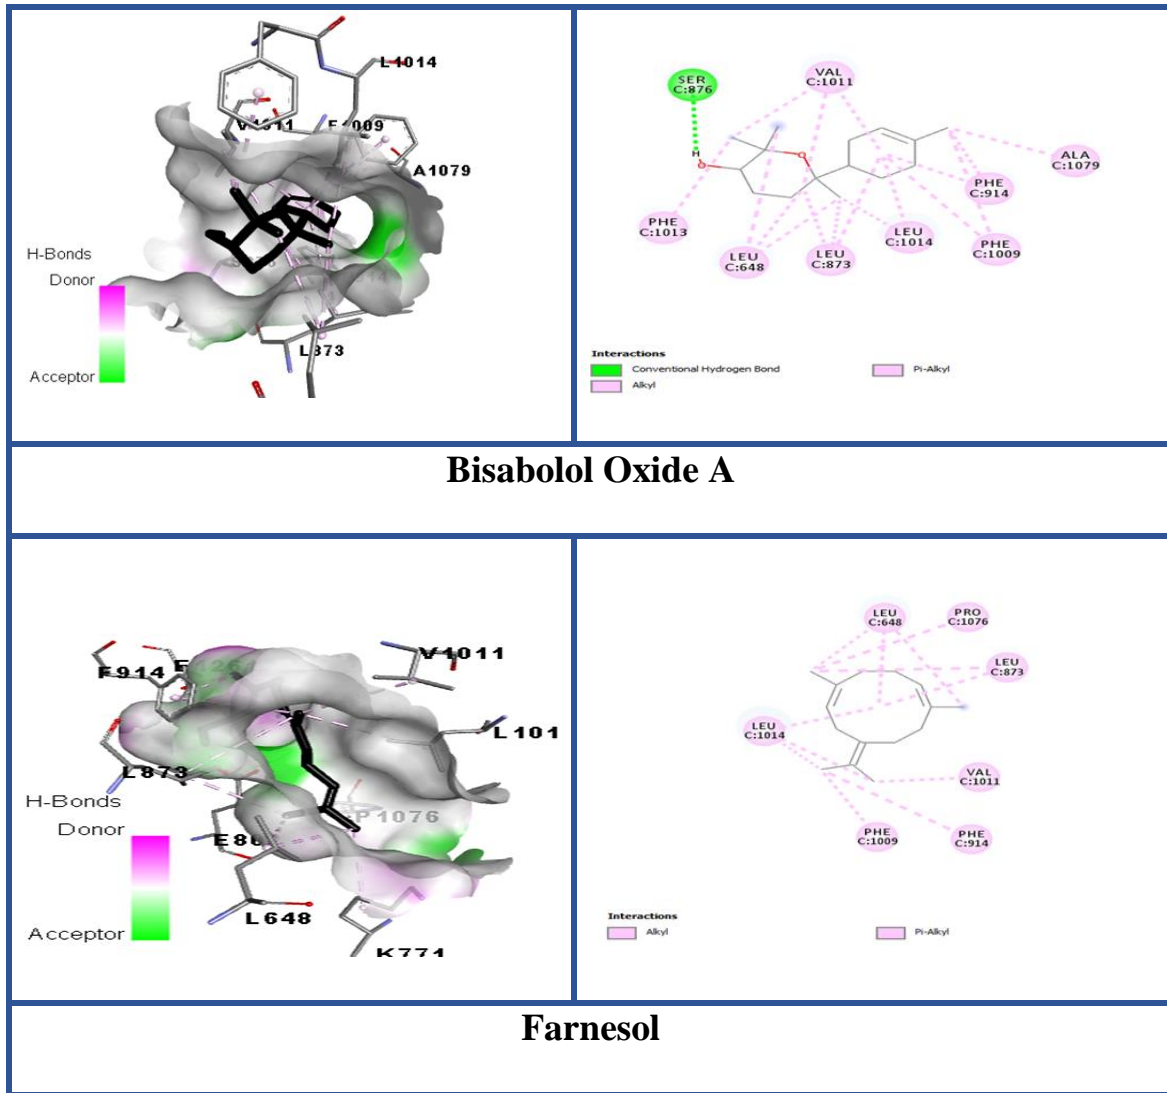 L1014
V1011
F1009
A1079
L873
H-Bonds
Donor
Acceptor
SER
C:876
VAL
C:1011
H
O
O
ALA
C:1079
PHE
C:914
PHE
C:1013
LEU
C:1014
PHE
C:1009
LEU
C:648
LEU
C:873
Interactions
Conventional Hydrogen Bond
Alkyl
Pi-Alkyl
Bisabolol Oxide A
F914
V1011
L101
L873
P1076
H-Bonds
Donor
L648
Acceptor
K771
LEU
C:648
PRO
C:1076
LEU
C:873
LEU
C:1014
VAL
C:1011
PHE
C:1009
PHE
C:914
Interactions
Alkyl
Pi-Alkyl
Farnesol